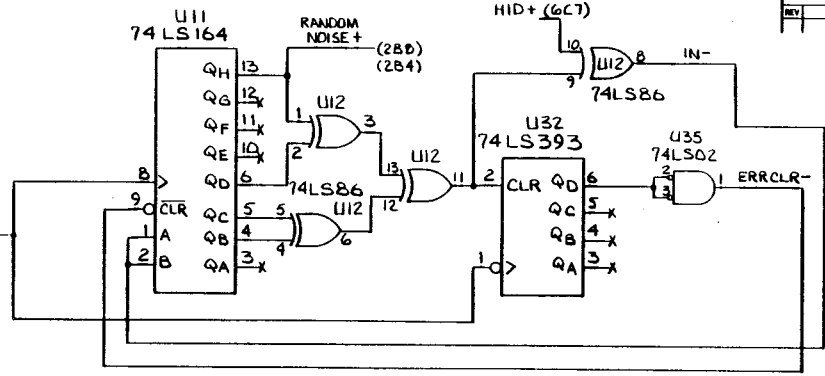 U11
74LS164
RANDOM
NOISE+
(2B8)
(2B4)
HID+ (6C7)
REV
QH 13
QG 12
QF 11
QE 10
QD 6
QC 5
QB 4
QA 3
8
9 CLR
1 A
2 B
U12
1
2
3
74LS86
U12
5
4
6
U12
13
12
11
10
9
U12
8
IN-
74LS86
U32
74LS393
2 CLR
1
QD 6
QC 5
QB 4
QA 3
U35
74LS02
2
3
1
ERRCLR-